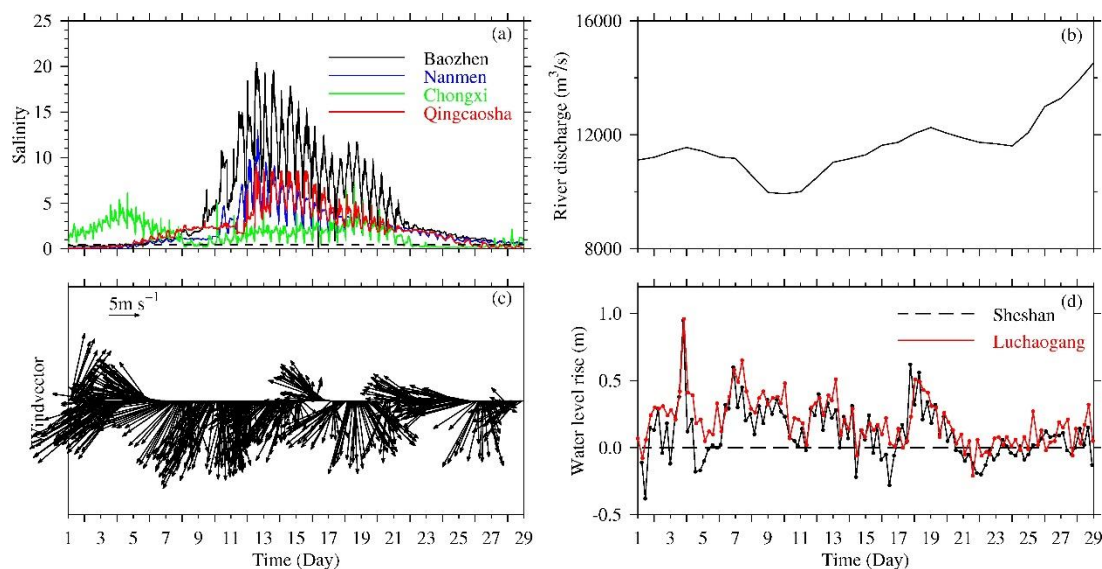 (a)
25
20
15
10
5
0
Salinity
Baozhen
Nanmen
Chongxi
Qingcaosha
(b)
16000
12000
8000
River discharge (m³/s)
(c)
5m s⁻¹
Windvector
1 3 5 7 9 11 13 15 17 19 21 23 25 27 29
Time (Day)
(d)
1.0
0.5
0.0
-0.5
Water level rise (m)
Sheshan
Luchaogang
1 3 5 7 9 11 13 15 17 19 21 23 25 27 29
Time (Day)